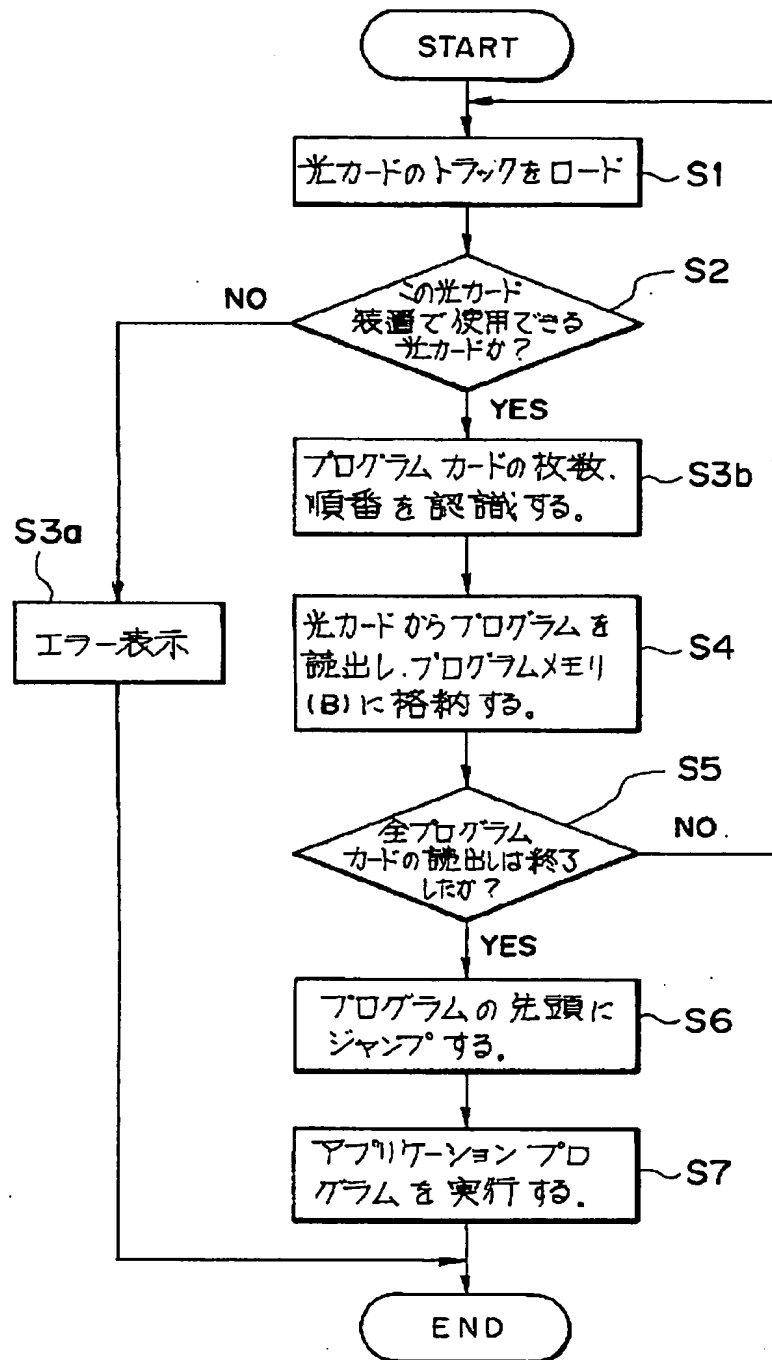 START
光カードのトラックをロード
S1
S2
この光カード
装置で使用できる
光カードか?
NO
YES
プログラムカードの枚数、
順番を認識する。
S3b
S3a
エラー表示
光カードからプログラムを
読出し、プログラムメモリ
(B)に格納する。
S4
S5
全プログラム
カードの読出しは終了
したか?
NO
YES
プログラムの先頭に
ジャンプする。
S6
アプリケーションプロ
グラムを実行する。
S7
END